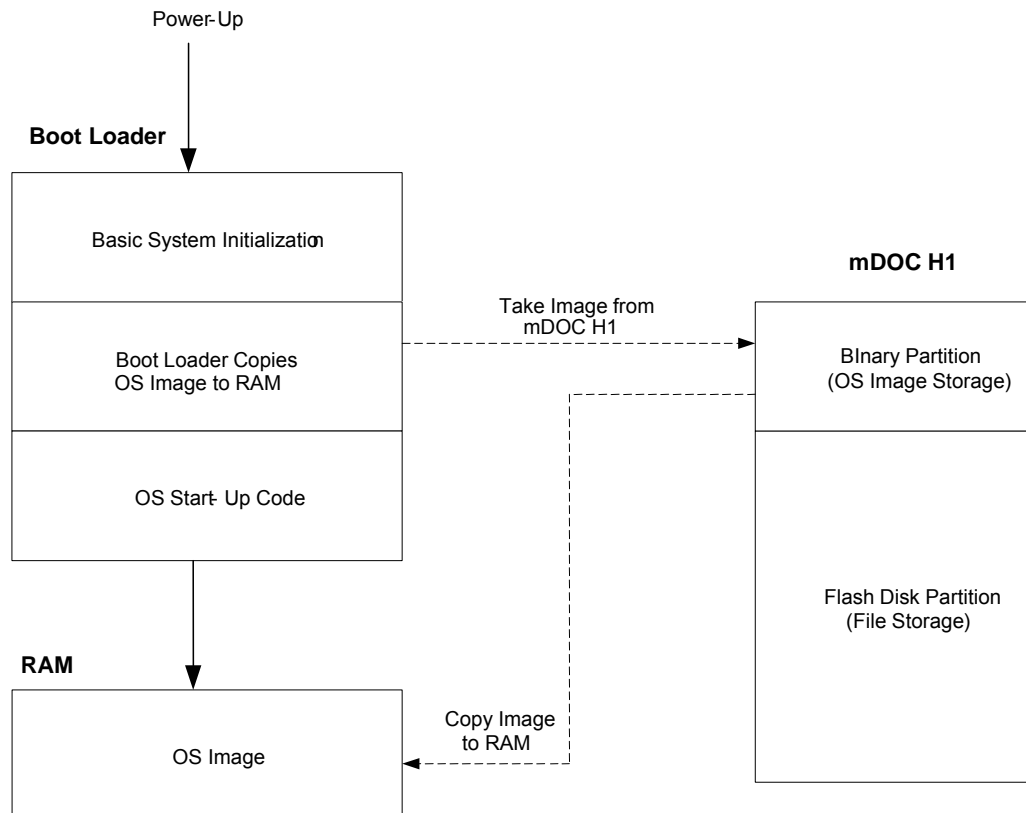 Power-Up
Boot Loader
Basic System Initialization
mDOC H1
Take Image from
mDOC H1
Boot Loader Copies
OS Image to RAM
BInary Partition
(OS Image Storage)
OS Start- Up Code
Flash Disk Partition
(File Storage)
RAM
Copy Image
to RAM
OS Image